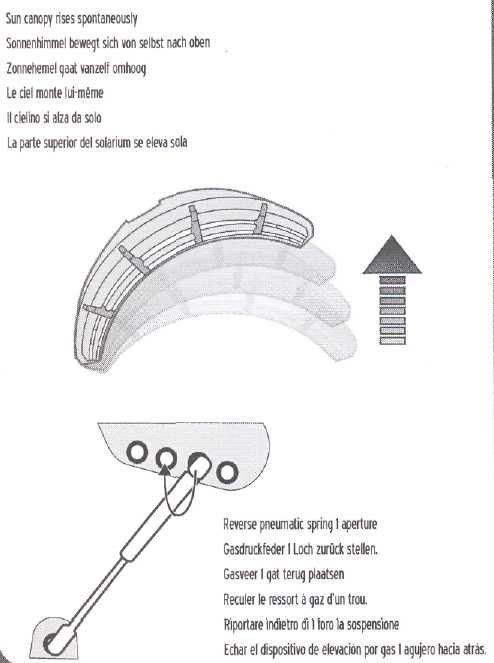 Sun canopy rises spontaneously
Sonnenhimmel bewegt sich von selbst nach oben
Zonnehemel gaat vanzelf omhoog
Le ciel monte lui-même
Il cielino si alza da solo
La parte superior del solarium se eleva sola
Reverse pneumatic spring 1 aperture
Gasdruckfeder 1 Loch zurück stellen.
Gasveer 1 gat terug plaatsen
Reculer le ressort à gaz d'un trou.
Riportare indietro di 1 foro la sospensione
Echar el dispositivo de elevación por gas 1 agujero hacia atrás.